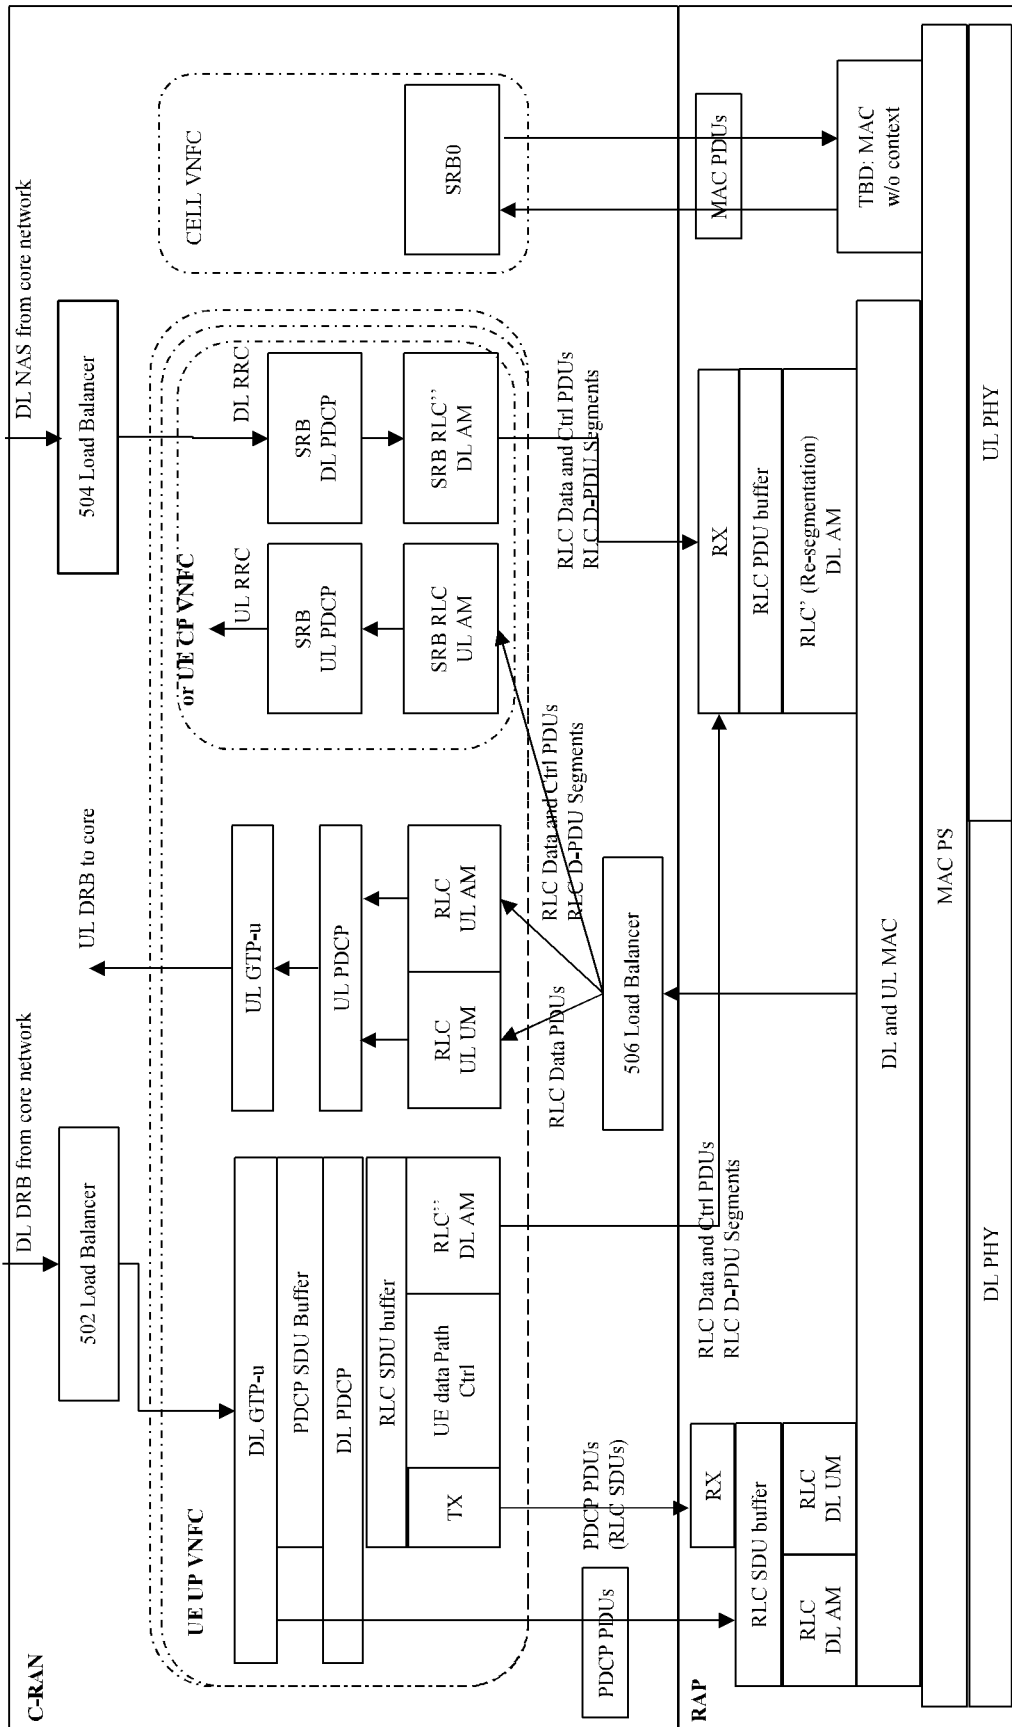 C-RAN
DL DRB from core network
UL DRB to core
DL NAS from core network
502 Load Balancer
504 Load Balancer
UE UP VNFC
or UE CP VNFC
CELL VNFC
DL GTP-u
PDCP SDU Buffer
DL PDCP
RLC SDU buffer
TX
UE data Path
Ctrl
RLC’’
DL AM
UL GTP-u
UL PDCP
RLC
UL UM
RLC
UL AM
UL RRC
DL RRC
SRB
UL PDCP
SRB
DL PDCP
SRB RLC
UL AM
SRB RLC’’
DL AM
SRB0
PDCP PDUs
PDCP PDUs
(RLC SDUs)
RLC Data PDUs
RLC Data and Ctrl PDUs
RLC D-PDU Segments
RLC Data and Ctrl PDUs
RLC D-PDU Segments
506 Load Balancer
MAC PDUs
RAP
RLC Data and Ctrl PDUs
RLC D-PDU Segments
RX
RLC SDU buffer
RLC
DL AM
RLC
DL UM
RX
RLC PDU buffer
RLC’ (Re-segmentation)
DL AM
TBD: MAC
w/o context
DL and UL MAC
MAC PS
DL PHY
UL PHY